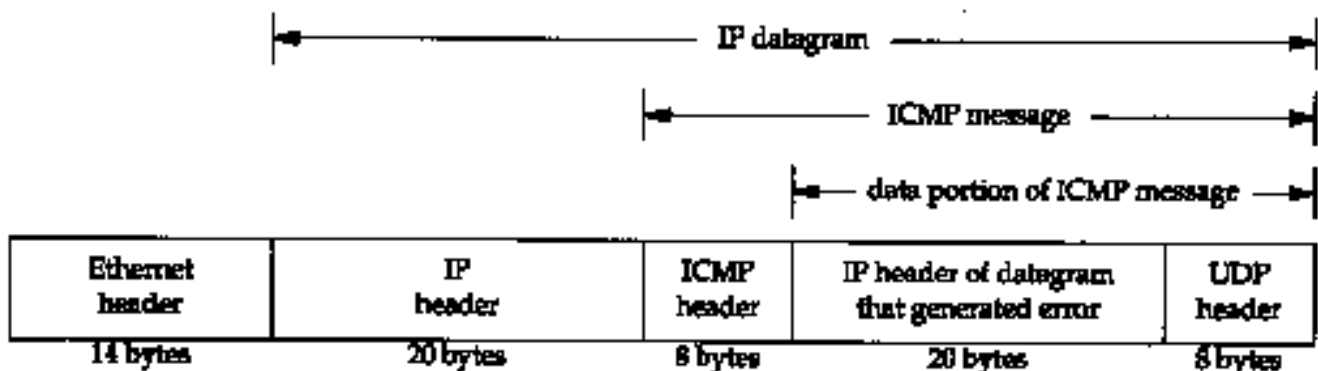 IP datagram
ICMP message
data portion of ICMP message
Ethernet header
IP header
ICMP header
IP header of datagram that generated error
UDP header
14 bytes
20 bytes
8 bytes
20 bytes
8 bytes